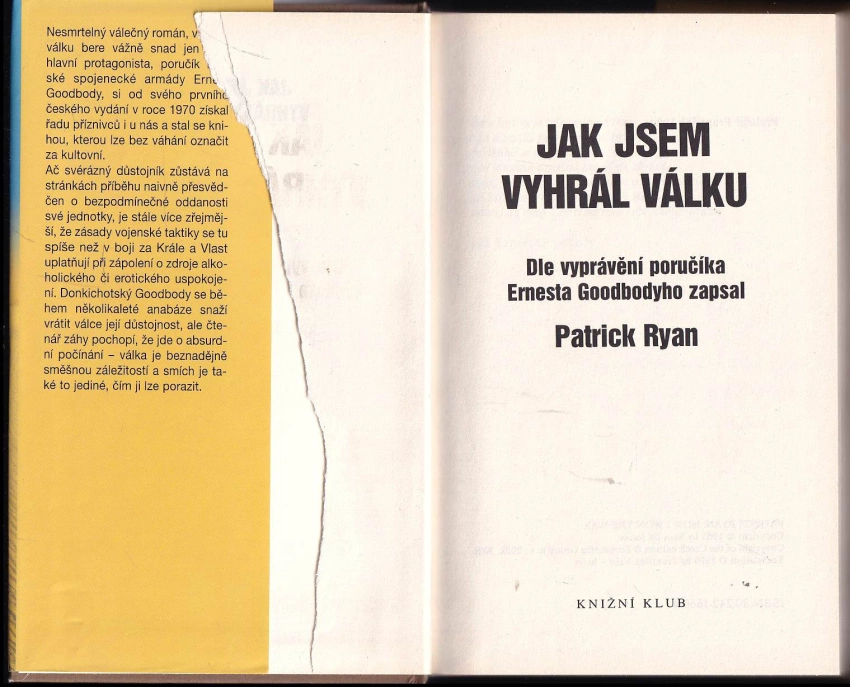 Nesmrtelný válečný román, v
válku bere vážně snad jen
hlavní protagonista, poručík
ské spojenecké armády Erne
Goodbody, si od svého prvního
českého vydání v roce 1970 získal
řadu příznivců i u nás a stal se kni-
hou, kterou lze bez váhání označit
za kultovní.
Ač svérázný důstojník zůstává na
stránkách příběhu naivně přesvěd-
čen o bezpodmínečné oddanosti
své jednotky, je stále více zřejměj-
ší, že zásady vojenské taktiky se tu
spíše než v boji za Krále a Vlast
uplatňují při zápolení o zdroje alko-
holického či erotického uspokoje-
ní. Donkichotský Goodbody se bě-
hem několikaleté anabáze snaží
vrátit válce její důstojnost, ale čte-
nář záhy pochopí, že jde o absurd-
ní počínání – válka je beznadějně
směšnou záležitostí a smích je ta-
ké to jediné, čím ji lze porazit.
JAK JSEM
VYHRÁL VÁLKU
Dle vyprávění poručíka
Ernesta Goodbodyho zapsal
Patrick Ryan
KNIŽNÍ KLUB